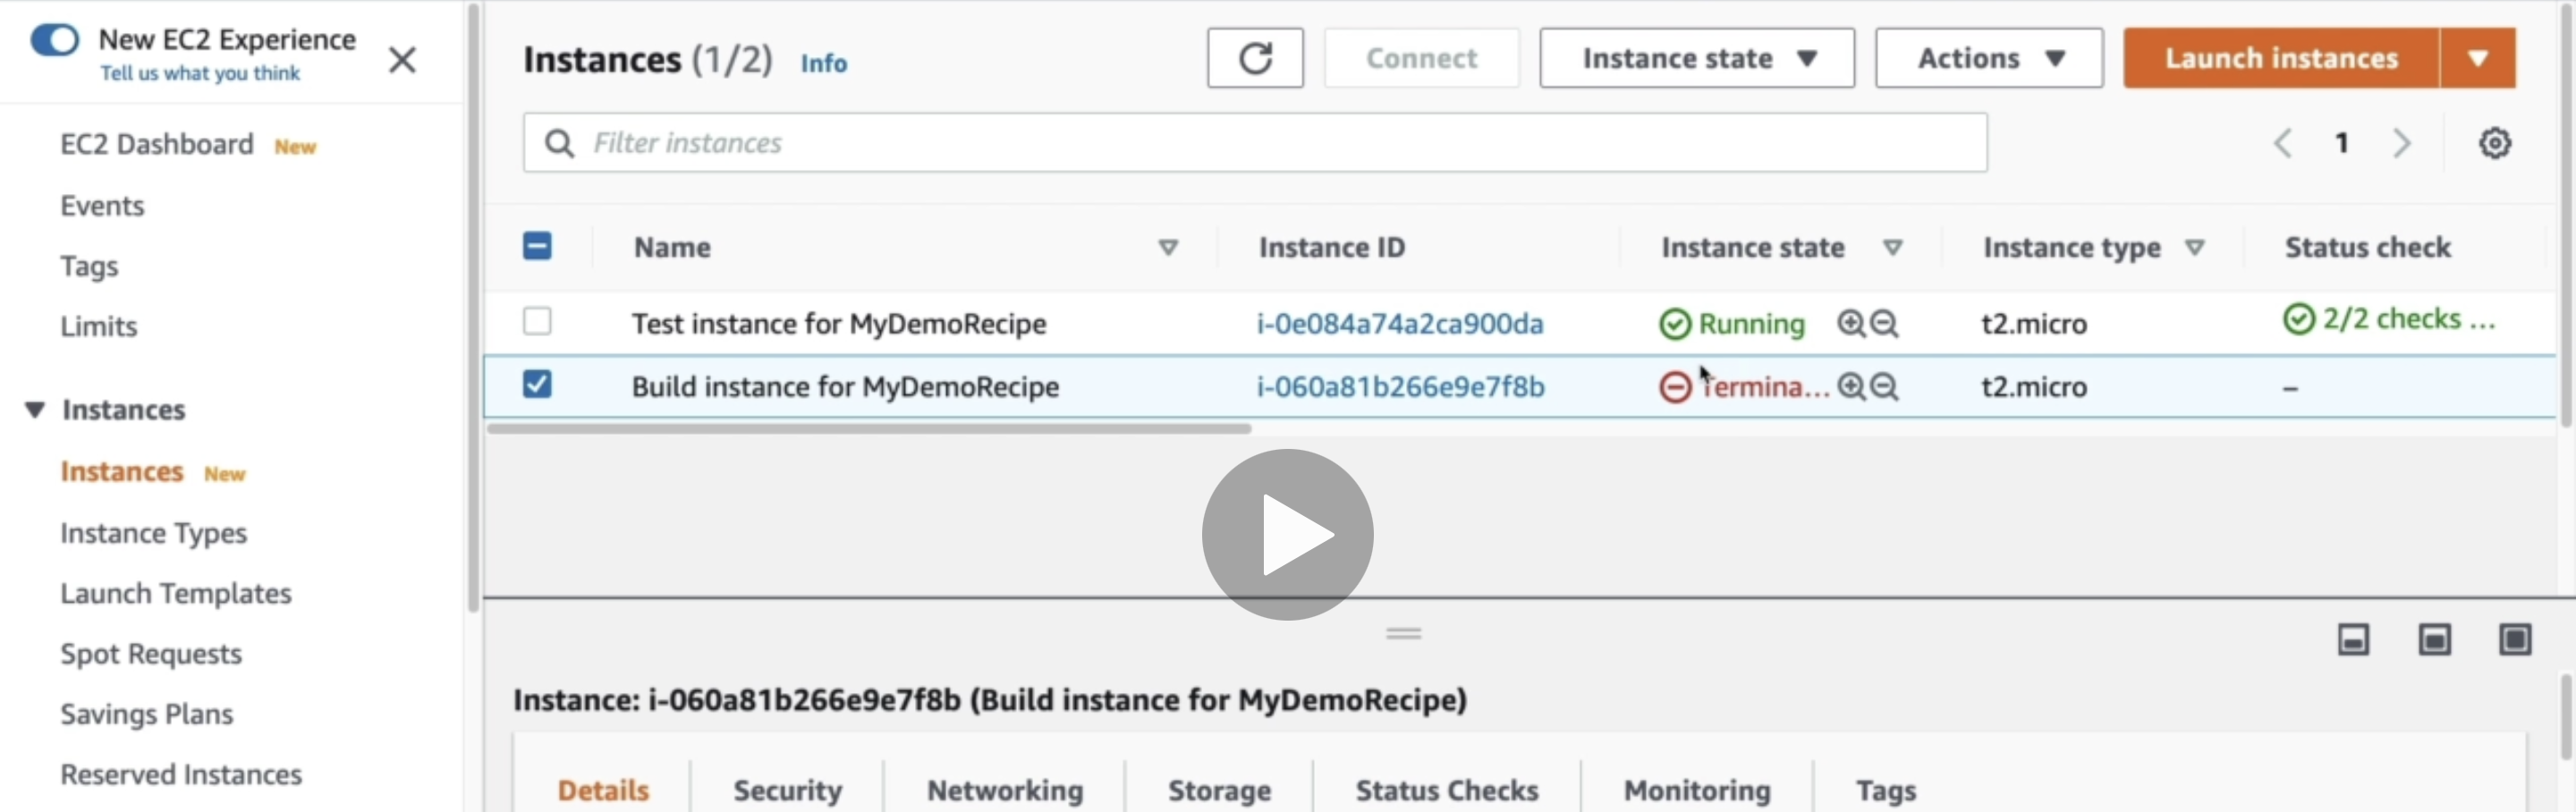 New EC2 Experience
Tell us what you think
EC2 Dashboard New
Events
Tags
Limits
Instances
Instances New
Instance Types
Launch Templates
Spot Requests
Savings Plans
Reserved Instances
Instances (1/2) Info
Connect
Instance state
Actions
Launch instances
Filter instances
1
Name Instance ID Instance state Instance type Status check
Test instance for MyDemoRecipe i-0e084a74a2ca900da Running t2.micro 2/2 checks ...
Build instance for MyDemoRecipe i-060a81b266e9e7f8b Termina... t2.micro –
Instance: i-060a81b266e9e7f8b (Build instance for MyDemoRecipe)
Details Security Networking Storage Status Checks Monitoring Tags